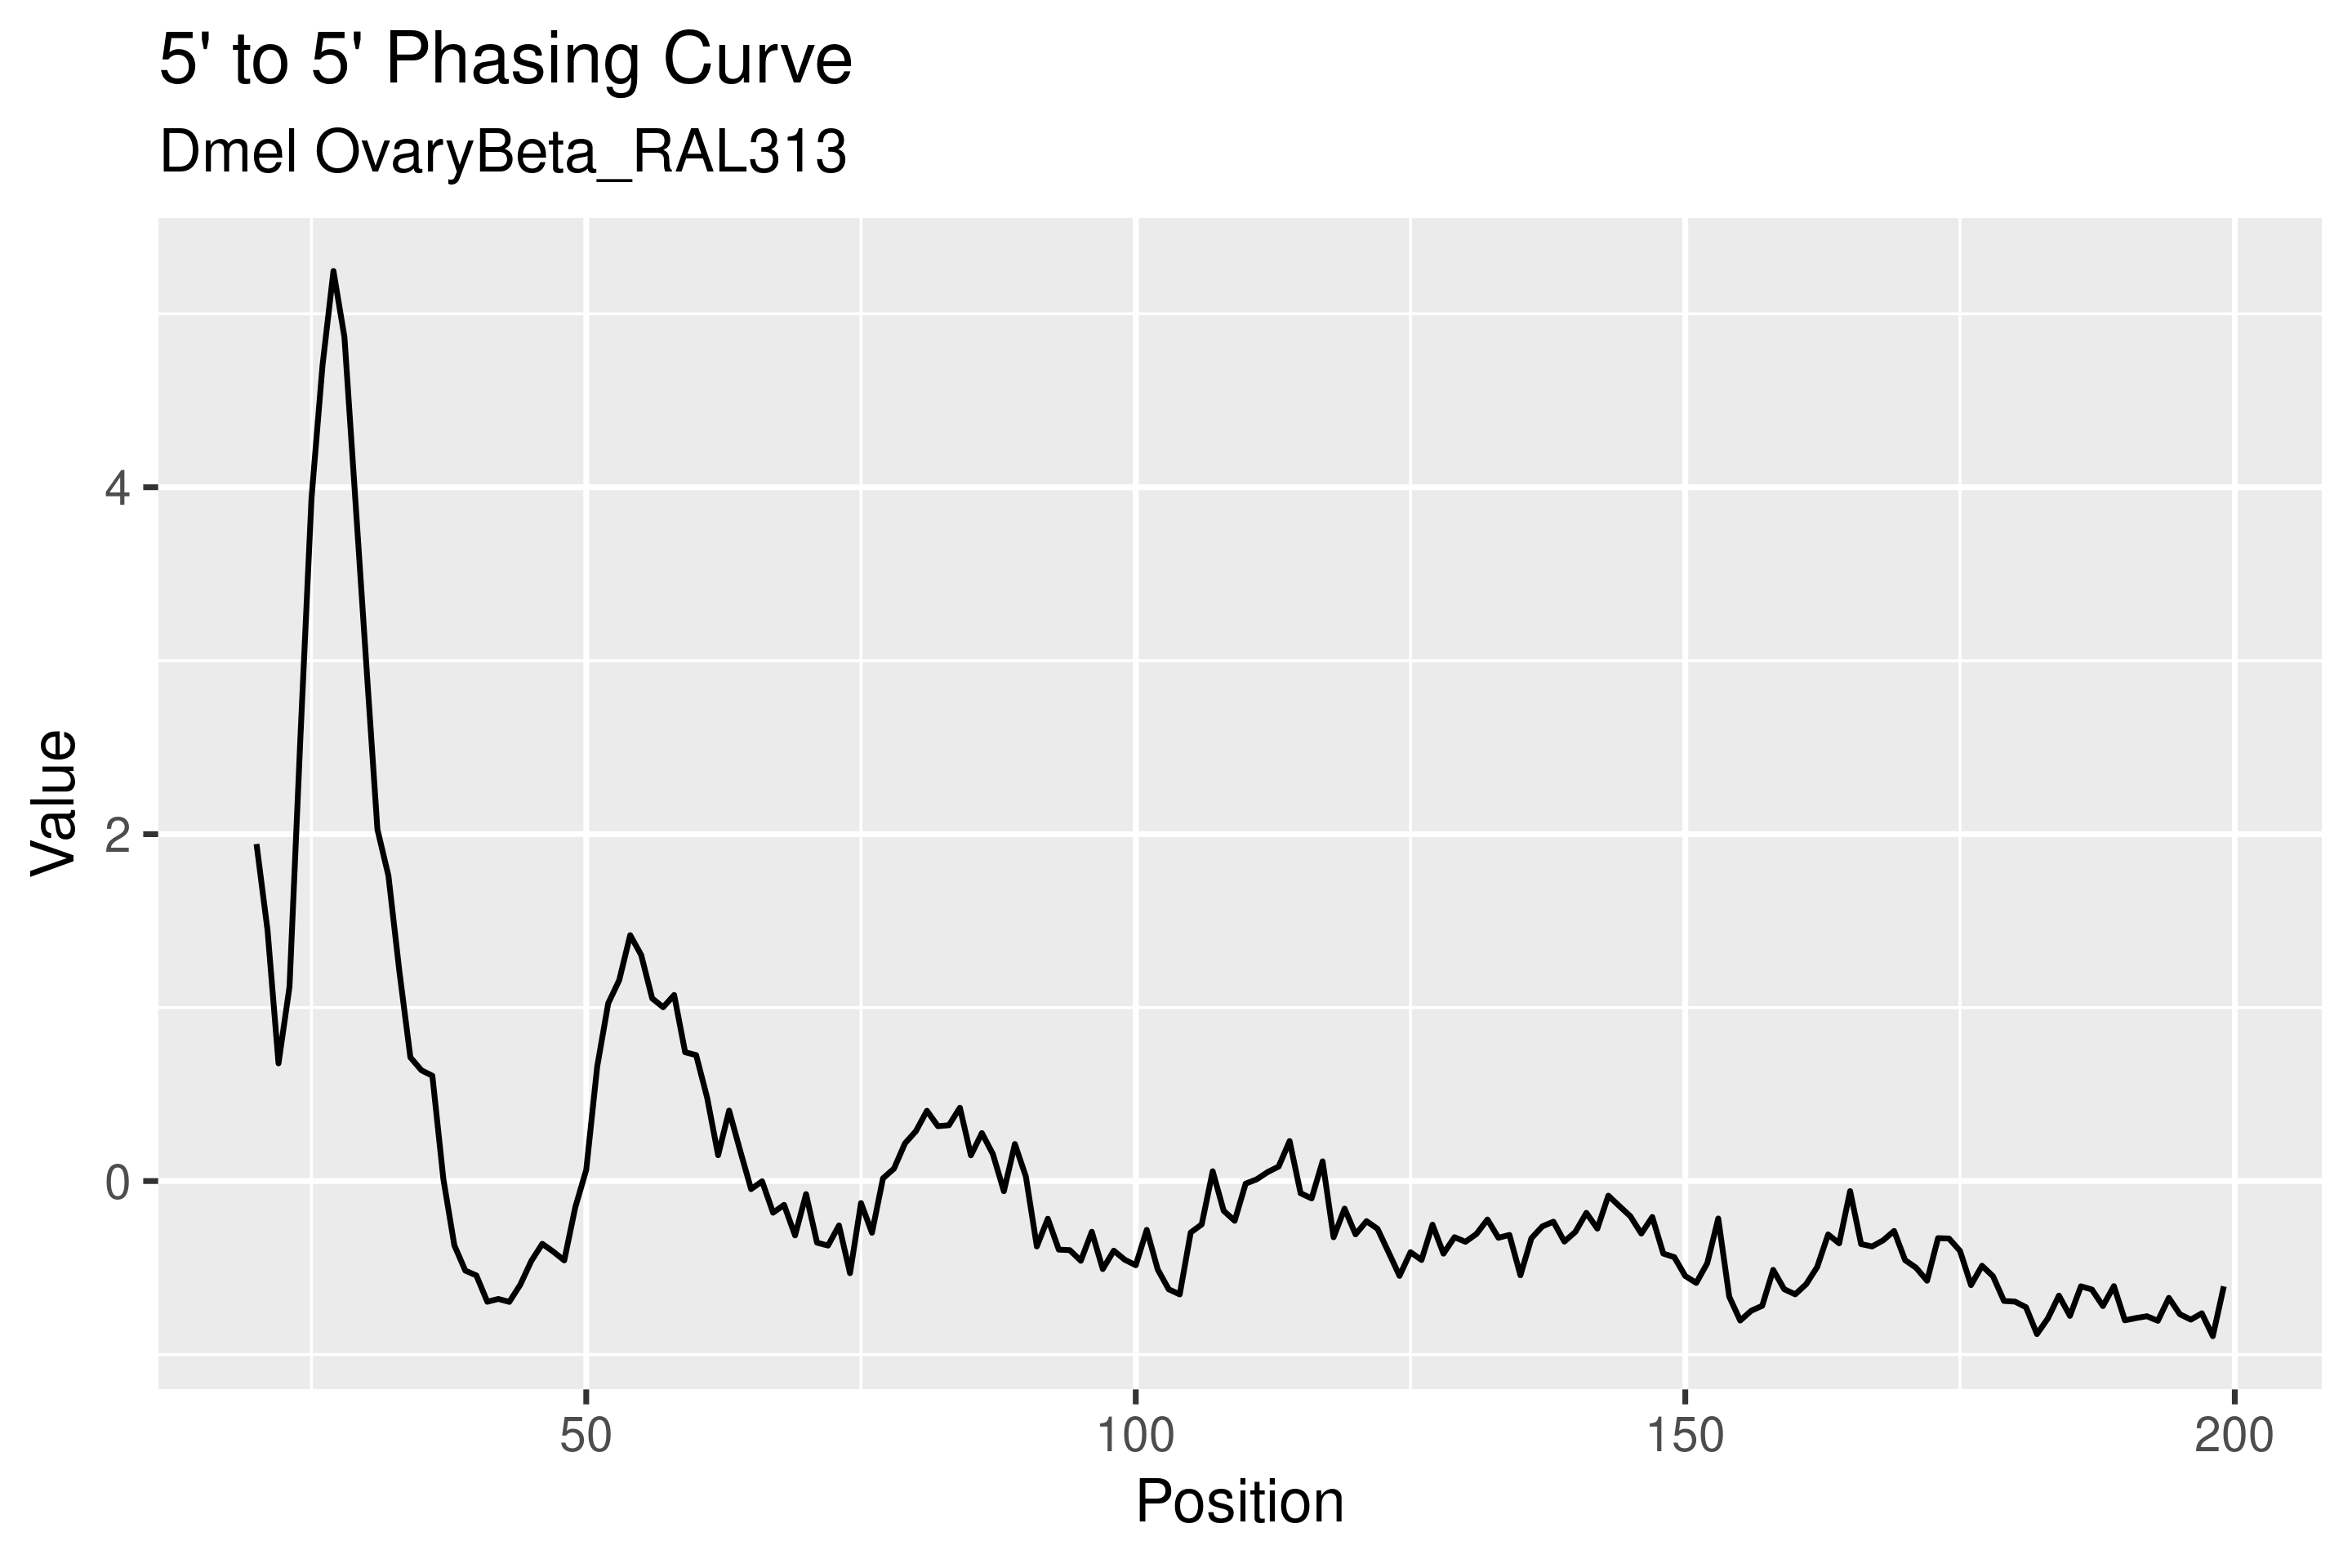 5' to 5' Phasing Curve
Dmel OvaryBeta_RAL313
Value
4
2
0
50 100 150 200
Position